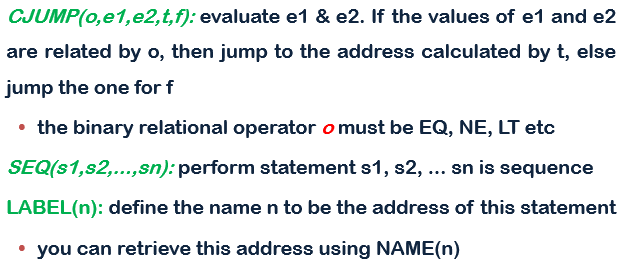 CJUMP(o,e1,e2,t,f): evaluate e1 & e2. If the values of e1 and e2
are related by o, then jump to the address calculated by t, else
jump the one for f
• the binary relational operator o must be EQ, NE, LT etc
SEQ(s1,s2,...,sn): perform statement s1, s2, ... sn is sequence
LABEL(n): define the name n to be the address of this statement
• you can retrieve this address using NAME(n)